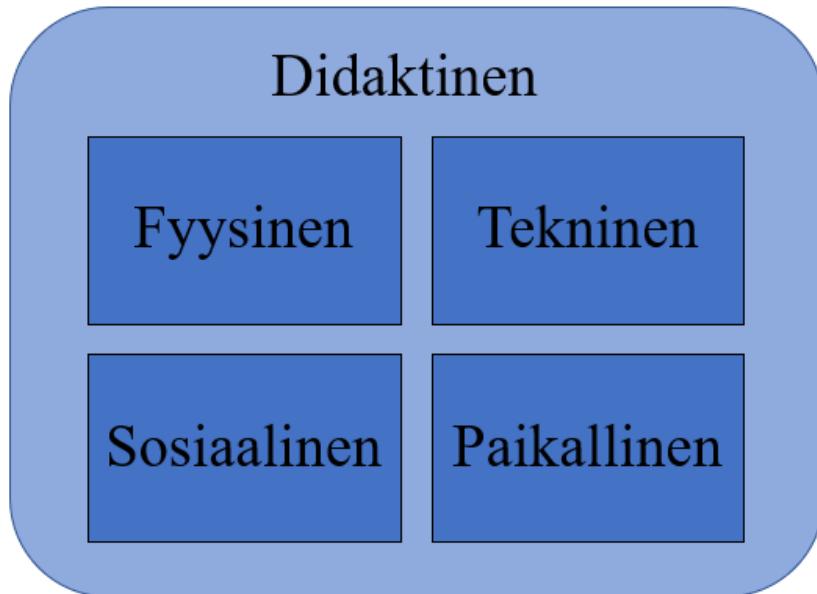 Didaktinen
Fyysinen
Tekninen
Sosiaalinen
Paikallinen